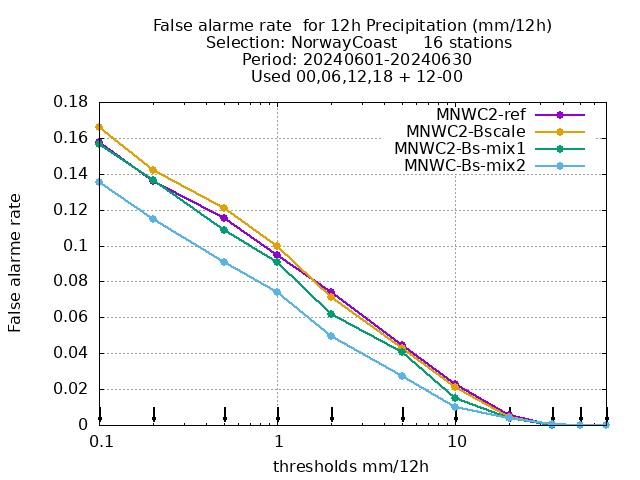 False alarme rate  for 12h Precipitation (mm/12h)
Selection: NorwayCoast     16 stations
Period: 20240601-20240630
Used 00,06,12,18 + 12-00
MNWC2-ref
MNWC2-Bscale
MNWC2-Bs-mix1
MNWC-Bs-mix2
False alarme rate
0.18
0.16
0.14
0.12
0.1
0.08
0.06
0.04
0.02
0
0.1 1 10
thresholds mm/12h